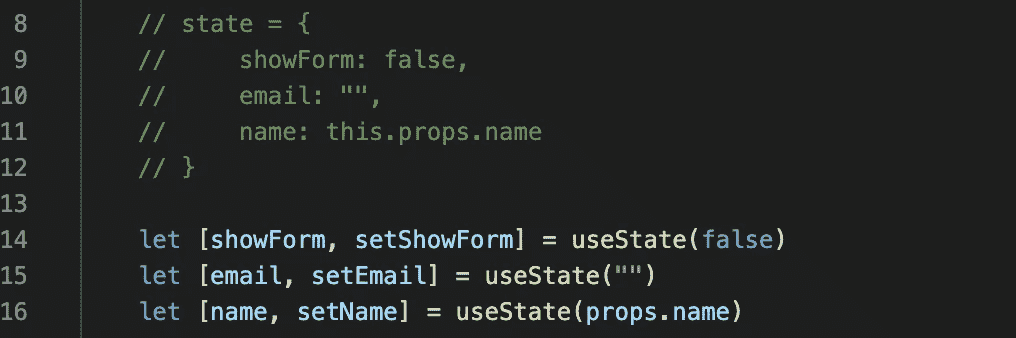 8 // state = {
9 //     showForm: false,
10 //     email: "",
11 //     name: this.props.name
12 // }
13
14 let [showForm, setShowForm] = useState(false)
15 let [email, setEmail] = useState("")
16 let [name, setName] = useState(props.name)